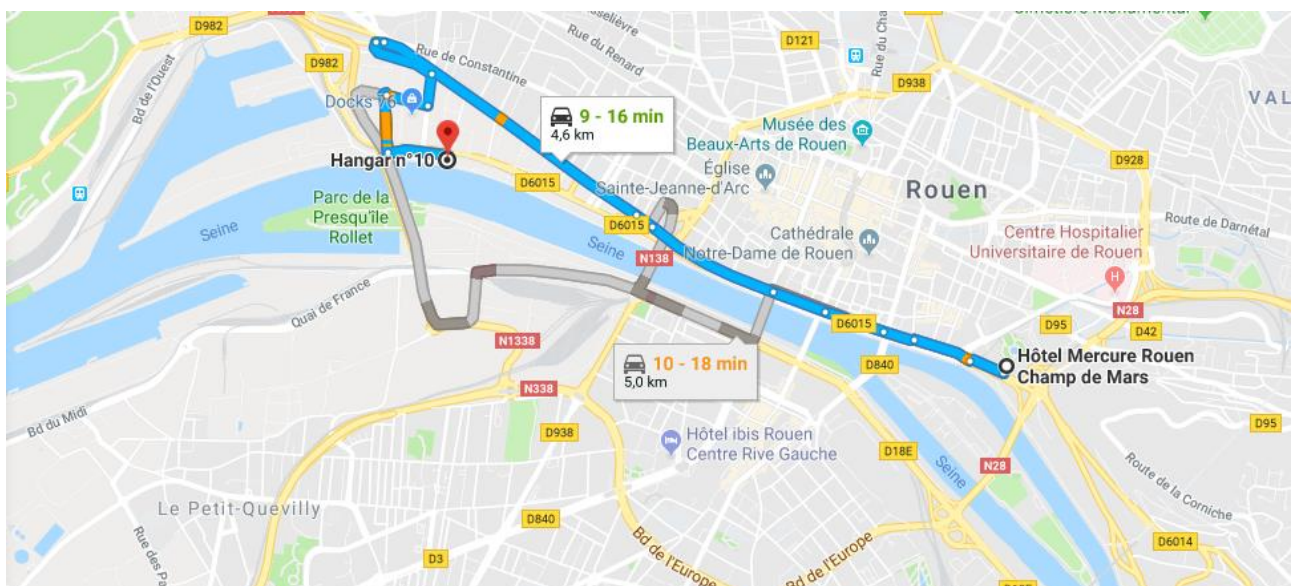 D982
Rue du Renard
D121
Rue de Constantine
D982
D938
Bd de l'Ouest
Docks 76
9 - 16 min
4,6 km
VAL
Musée des
Beaux-Arts de Rouen
D928
Hangar n°10
Église
Sainte-Jeanne-d'Arc
D6015
Rouen
Parc de la
Presqu'île
Rollet
Seine
D6015
Route de Darnétal
Cathédrale
Notre-Dame de Rouen
Centre Hospitalier
Universitaire de Rouen
H
Seine
N138
Quai de France
N28
D6015
D95
D42
N1338
10 - 18 min
5,0 km
D840
Hôtel Mercure Rouen
Champ de Mars
N338
Bd du Midi
D938
Hôtel ibis Rouen
Centre Rive Gauche
D18E
D95
Seine
N28
Route de la Corniche
Le Petit-Quevilly
D840
Bd de l'Europe
Bd de l'Europe
D3
D6014